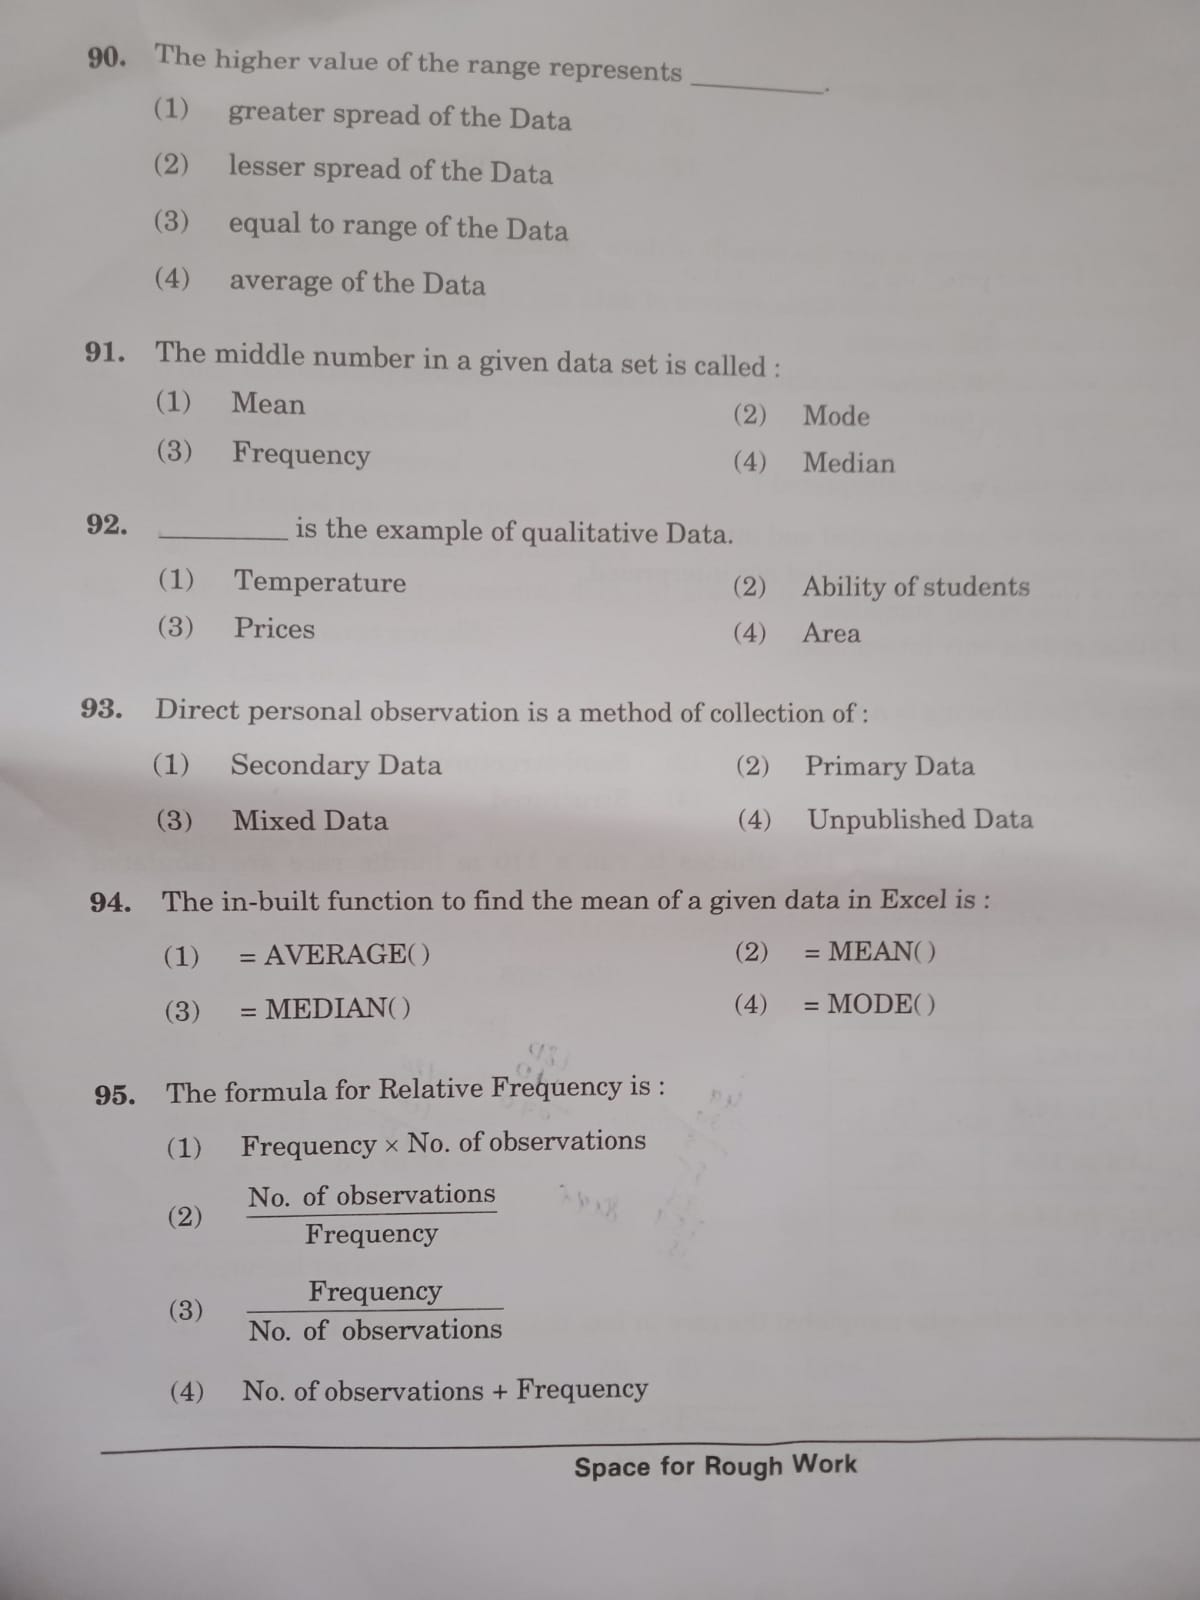 90. The higher value of the range represents ________.
(1) greater spread of the Data
(2) lesser spread of the Data
(3) equal to range of the Data
(4) average of the Data
91. The middle number in a given data set is called :
(1) Mean (2) Mode
(3) Frequency (4) Median
92. ________ is the example of qualitative Data.
(1) Temperature (2) Ability of students
(3) Prices (4) Area
93. Direct personal observation is a method of collection of :
(1) Secondary Data (2) Primary Data
(3) Mixed Data (4) Unpublished Data
94. The in-built function to find the mean of a given data in Excel is :
(1) = AVERAGE( ) (2) = MEAN( )
(3) = MEDIAN( ) (4) = MODE( )
95. The formula for Relative Frequency is :
(1) Frequency × No. of observations
(2) No. of observations
Frequency
(3) Frequency
No. of observations
(4) No. of observations + Frequency
Space for Rough Work